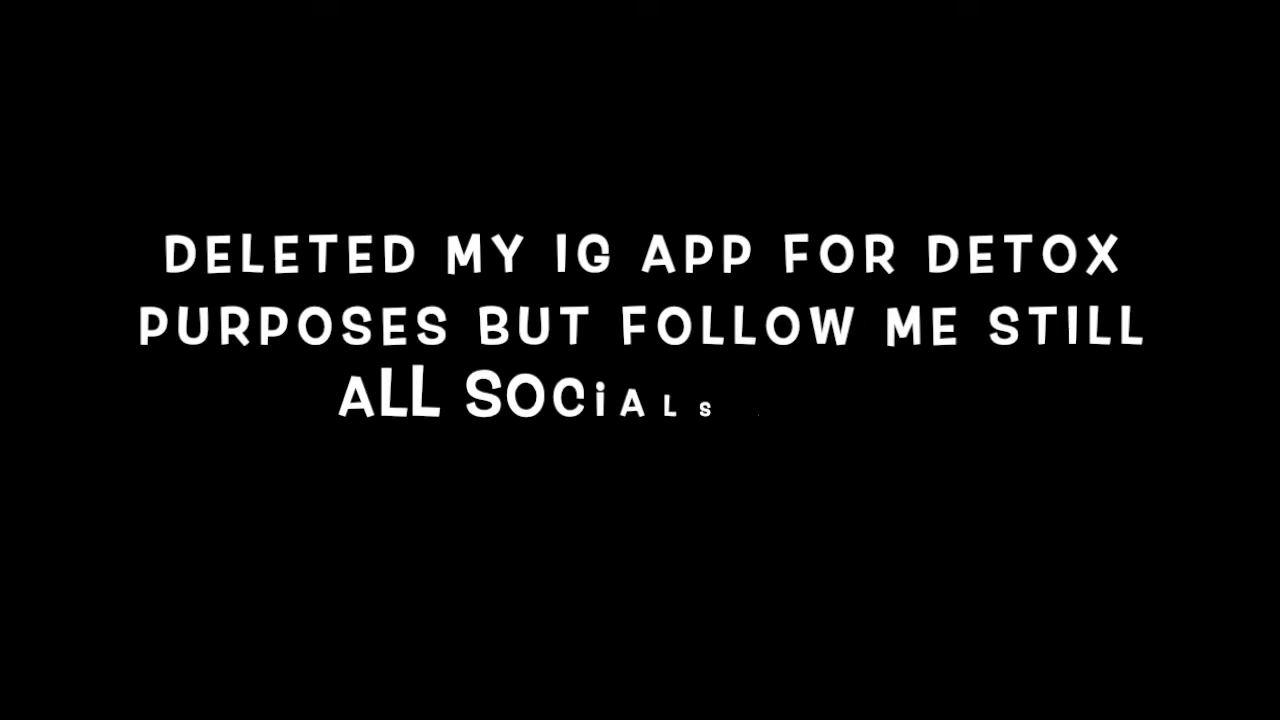 DELETED MY IG APP FOR DETOX
PURPOSES BUT FOLLOW ME STILL
ALL SOCiALS